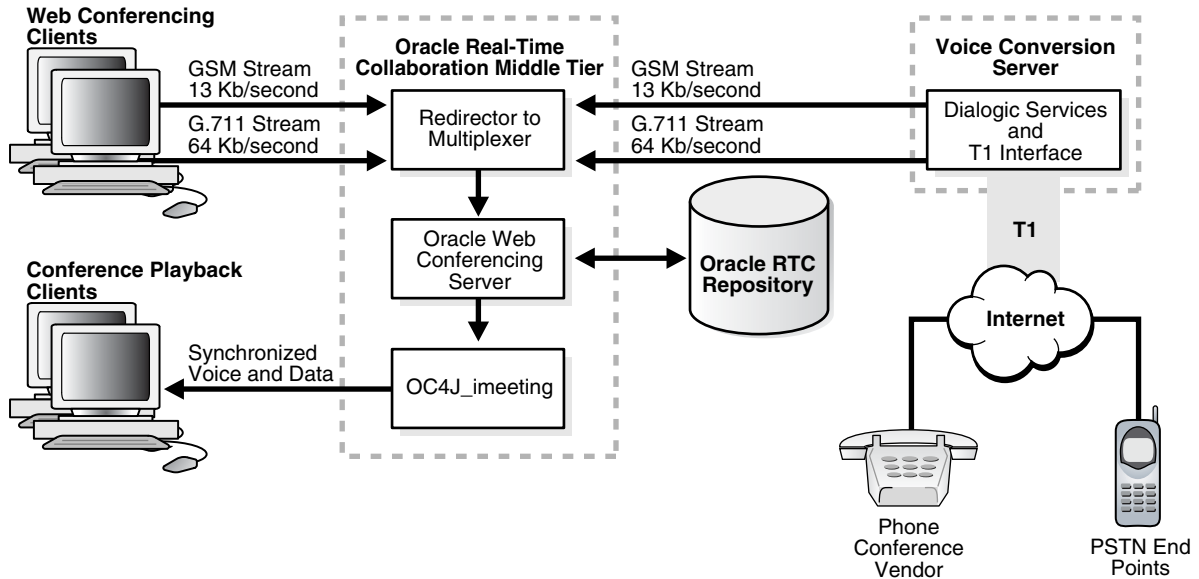 Web Conferencing
Clients
GSM Stream
13 Kb/second
G.711 Stream
64 Kb/second
Oracle Real-Time
Collaboration Middle Tier
Redirector to
Multiplexer
GSM Stream
13 Kb/second
G.711 Stream
64 Kb/second
Voice Conversion
Server
Dialogic Services
and
T1 Interface
T1
Oracle Web
Conferencing
Server
Oracle RTC
Repository
Internet
Conference Playback
Clients
Synchronized
Voice and Data
OC4J_imeeting
Phone
Conference
Vendor
PSTN End
Points